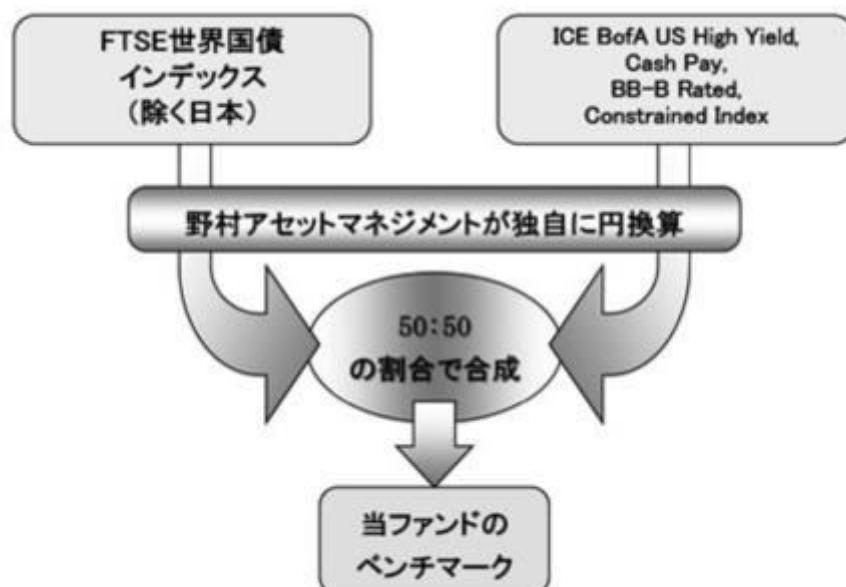 FTSE世界国債
インデックス
（除く日本）
ICE BofA US High Yield,
Cash Pay,
BB-B Rated,
Constrained Index
野村アセットマネジメントが独自に円換算
50：50
の割合で合成
当ファンドの
ベンチマーク